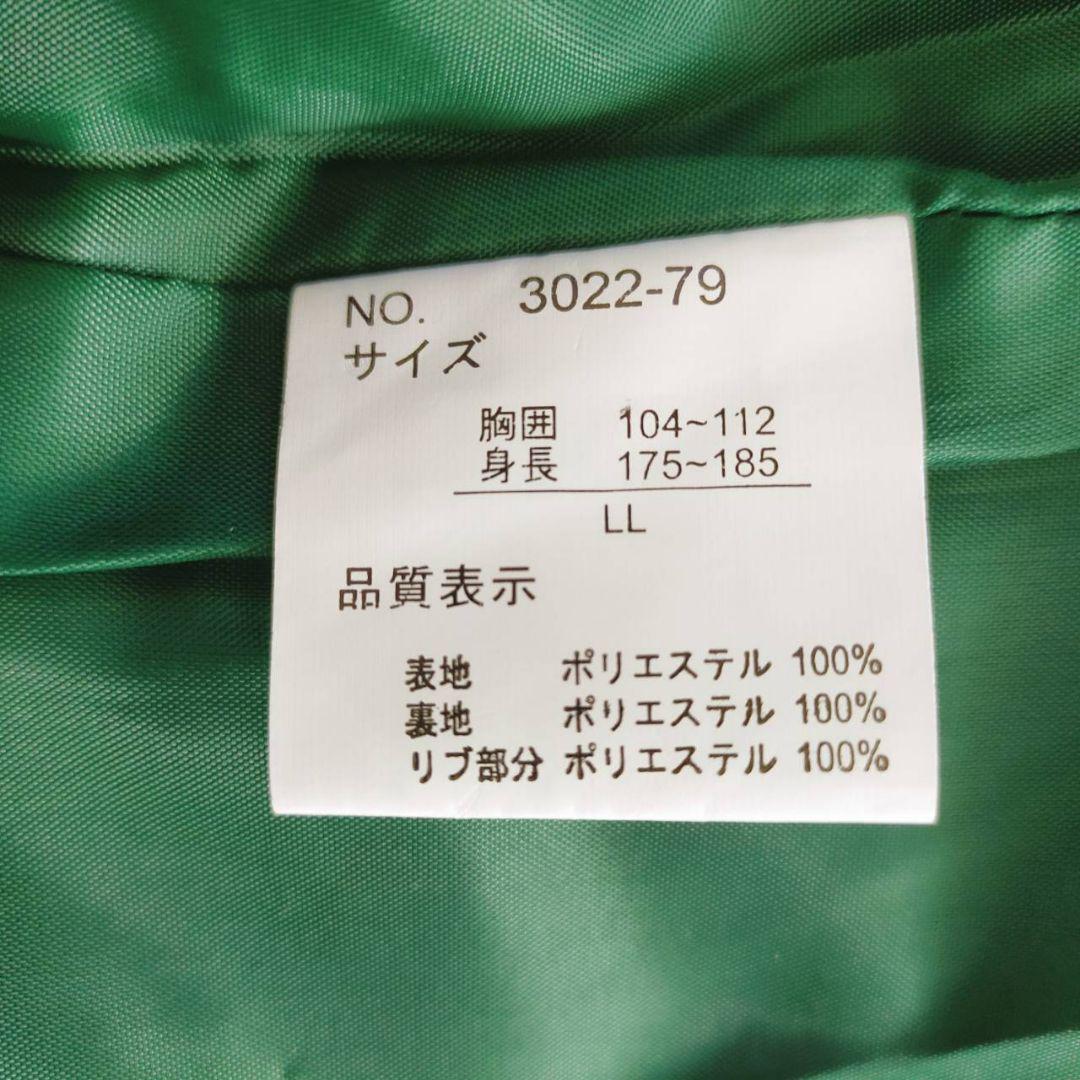 NO. 3022-79
サイズ
胸囲 104~112
身長 175~185
LL
品質表示
表地 ポリエステル 100%
裏地 ポリエステル 100%
リブ部分 ポリエステル 100%